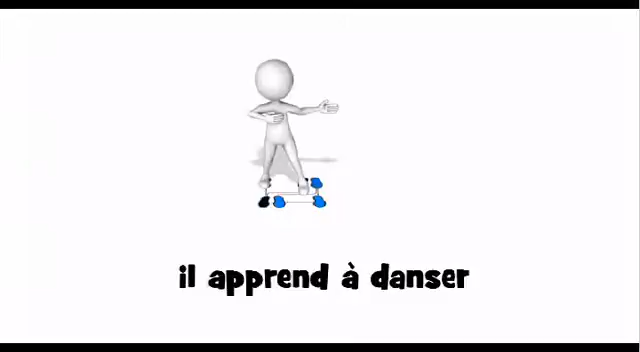 il apprend à danser